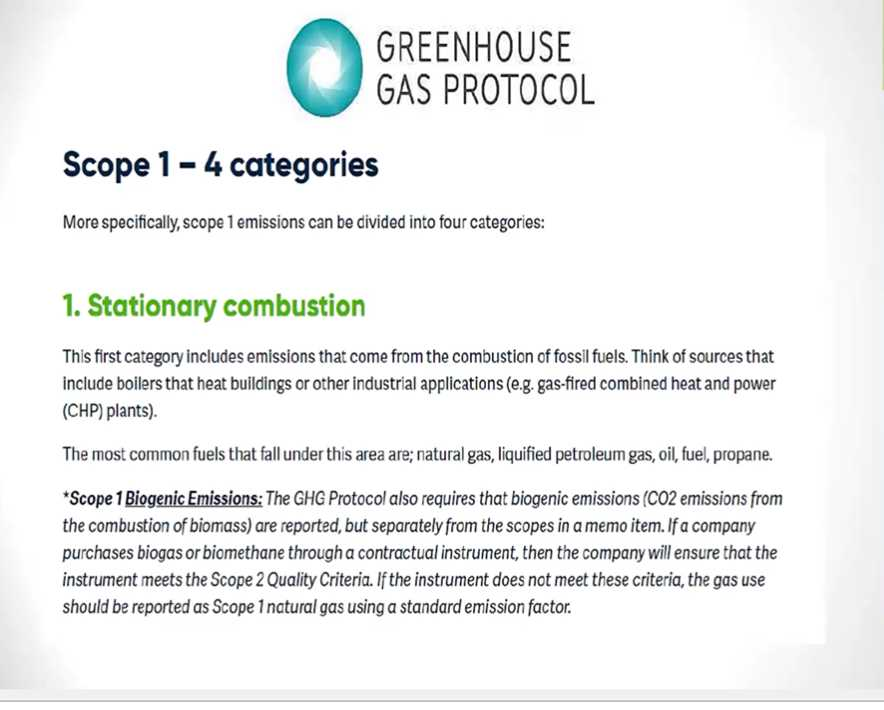 GREENHOUSE
GAS PROTOCOL
Scope 1 – 4 categories
More specifically, scope 1 emissions can be divided into four categories:
1. Stationary combustion
This first category includes emissions that come from the combustion of fossil fuels. Think of sources that
include boilers that heat buildings or other industrial applications (e.g. gas-fired combined heat and power
(CHP) plants).
The most common fuels that fall under this area are; natural gas, liquified petroleum gas, oil, fuel, propane.
*Scope 1 Biogenic Emissions: The GHG Protocol also requires that biogenic emissions (CO2 emissions from
the combustion of biomass) are reported, but separately from the scopes in a memo item. If a company
purchases biogas or biomethane through a contractual instrument, then the company will ensure that the
instrument meets the Scope 2 Quality Criteria. If the instrument does not meet these criteria, the gas use
should be reported as Scope 1 natural gas using a standard emission factor.